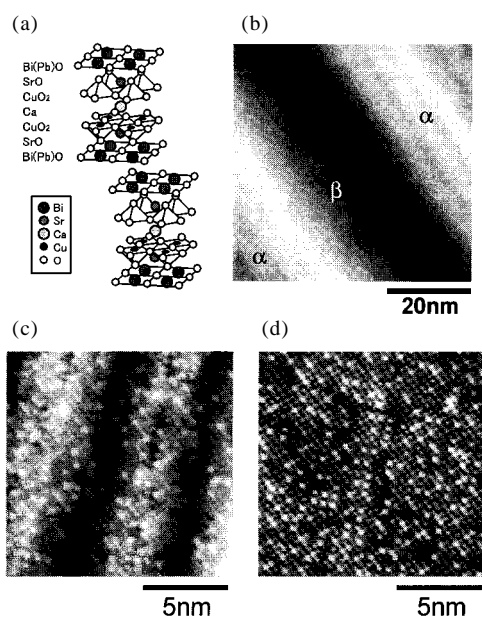 (a)
Bi(Pb)O
SrO
CuO₂
Ca
CuO₂
SrO
Bi(Pb)O
Bi
Sr
Ca
Cu
O
(b)
α
β
α
20nm
(c)
5nm
(d)
5nm